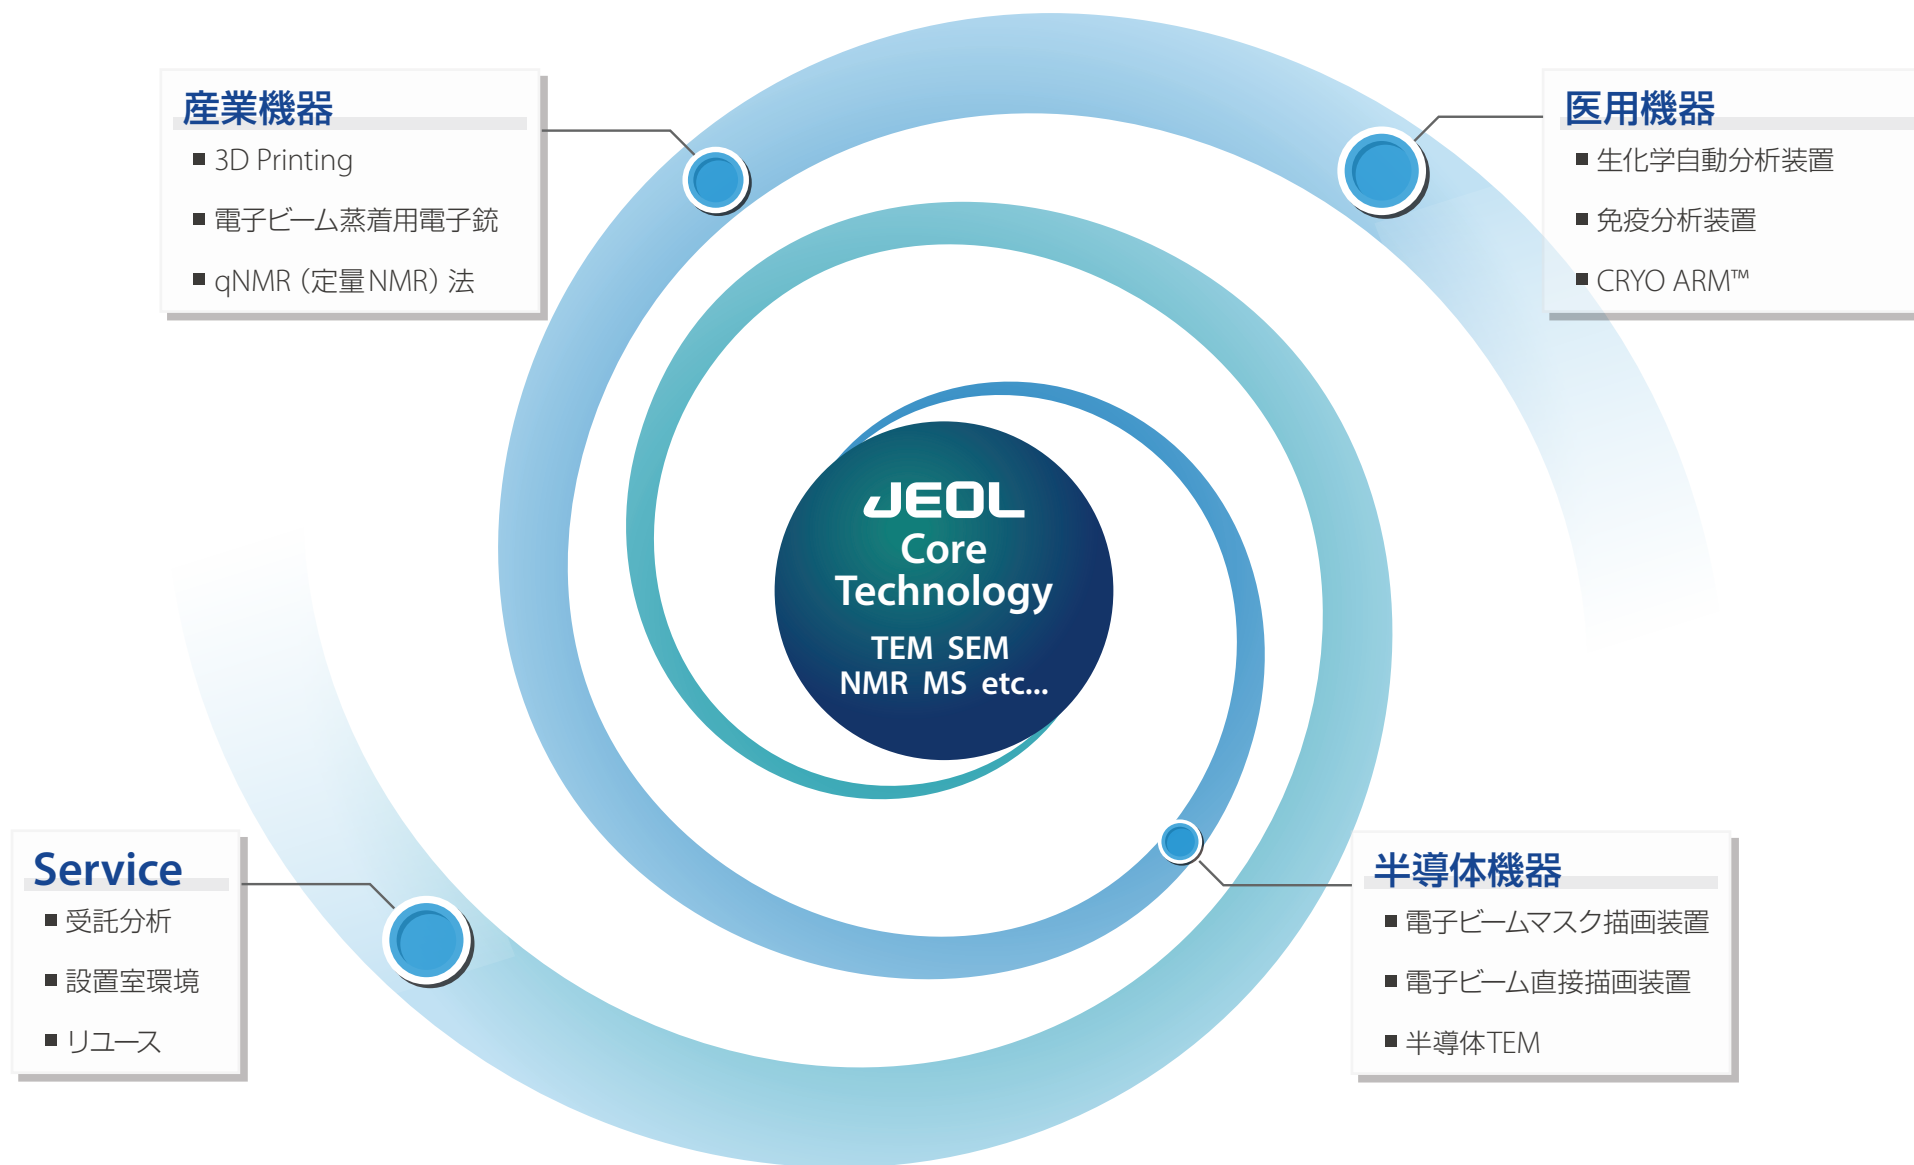 産業機器
■ 3D Printing
■ 電子ビーム蒸着用電子銃
■ qNMR（定量NMR）法
医用機器
■ 生化学自動分析装置
■ 免疫分析装置
■ CRYO ARM™
JEOL
Core
Technology
TEM SEM
NMR MS etc...
Service
■ 受託分析
■ 設置室環境
■ リユース
半導体機器
■ 電子ビームマスク描画装置
■ 電子ビーム直接描画装置
■ 半導体TEM